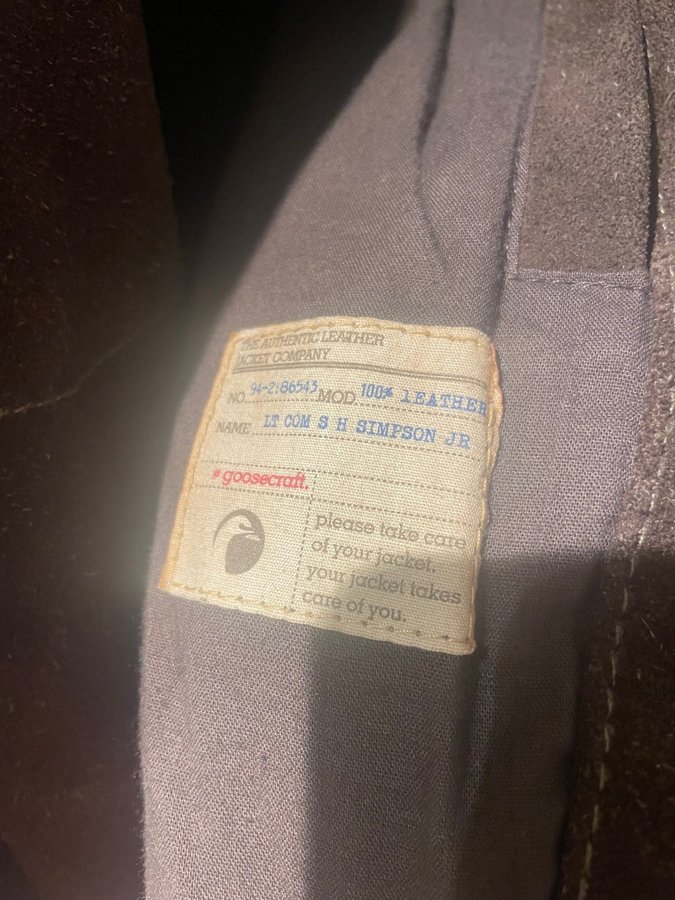 THE AUTHENTIC LEATHER
JACKET COMPANY
NO. 94-2186543 MOD. 100% lEATHER
NAME LT COM S H SIMPSON JR
# goosecraft.
please take care
of your jacket.
your jacket takes
care of you.